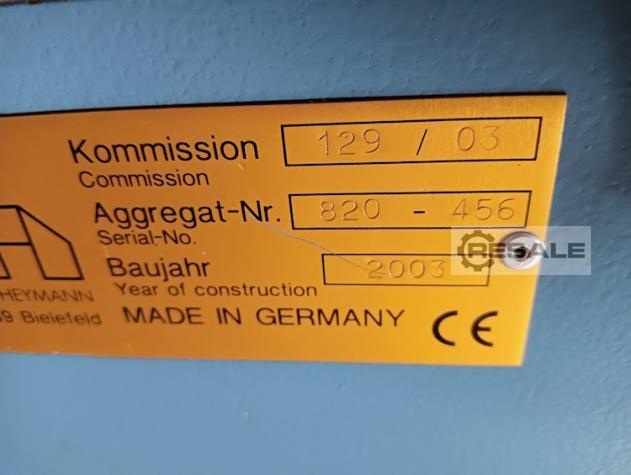 Kommission 129 / 03
Commission
Aggregat-Nr. 820 - 456
Serial-No.
Baujahr 2003
Year of construction
HEYMANN
39 Bielefeld MADE IN GERMANY CE
RESALE